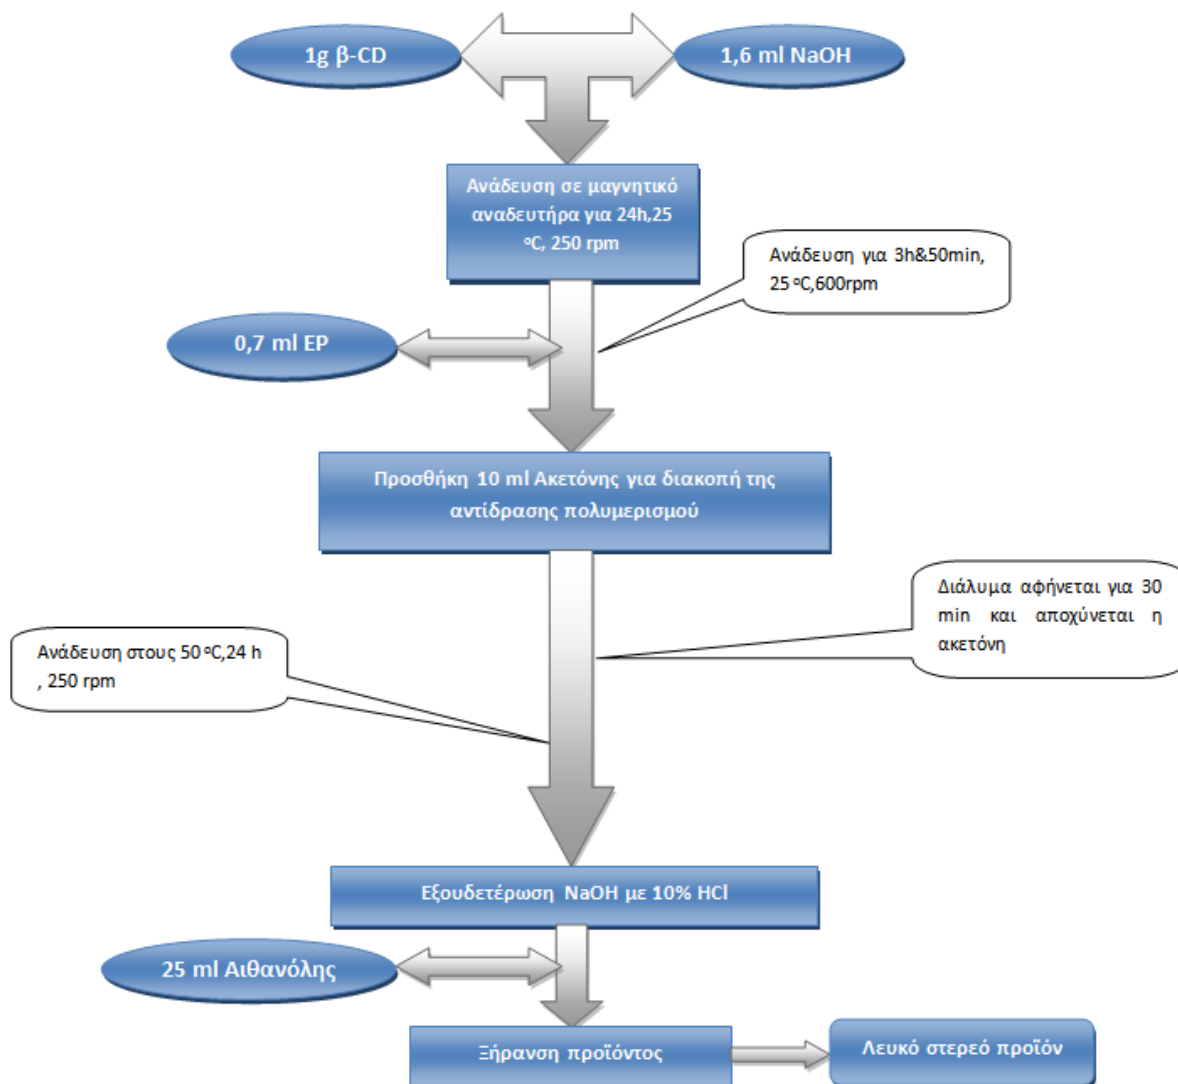 1g β-CD
1,6 ml NaOH
Ανάδευση σε μαγνητικό
αναδευτήρα για 24h,25
ᵒC, 250 rpm
Ανάδευση για 3h&50min,
25 ᵒC,600rpm
0,7 ml EP
Προσθήκη 10 ml Ακετόνης για διακοπή της
αντίδρασης πολυμερισμού
Διάλυμα αφήνεται για 30
min και αποχύνεται η
ακετόνη
Ανάδευση στους 50 ᵒC,24 h
, 250 rpm
Εξουδετέρωση NaOH με 10% HCl
25 ml Αιθανόλης
Ξήρανση προϊόντος
Λευκό στερεό προϊόν